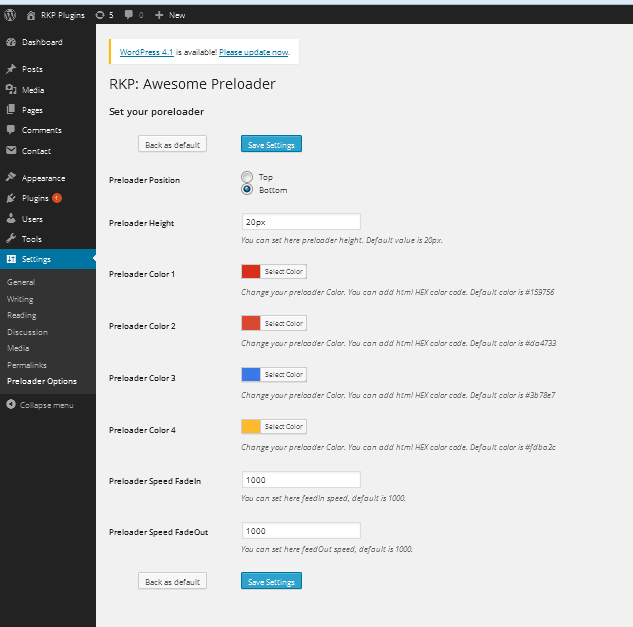 RKP Plugins 5 0 + New
Dashboard
Posts
Media
Pages
Comments
Contact
Appearance
Plugins 1
Users
Tools
Settings
General
Writing
Reading
Discussion
Media
Permalinks
Preloader Options
Collapse menu
WordPress 4.1 is available! Please update now.
RKP: Awesome Preloader
Set your poreloader
Back as default Save Settings
Preloader Position Top
Bottom
Preloader Height 20px
You can set here preloader height. Default value is 20px.
Preloader Color 1 Select Color
Change your preloader Color. You can add html HEX color code. Default color is #159756
Preloader Color 2 Select Color
Change your preloader Color. You can add html HEX color code. Default color is #da4733
Preloader Color 3 Select Color
Change your preloader Color. You can add html HEX color code. Default color is #3b78e7
Preloader Color 4 Select Color
Change your preloader Color. You can add html HEX color code. Default color is #fdba2c
Preloader Speed FadeIn 1000
You can set here feedIn speed, default is 1000.
Preloader Speed FadeOut 1000
You can set here feedOut speed, default is 1000.
Back as default Save Settings